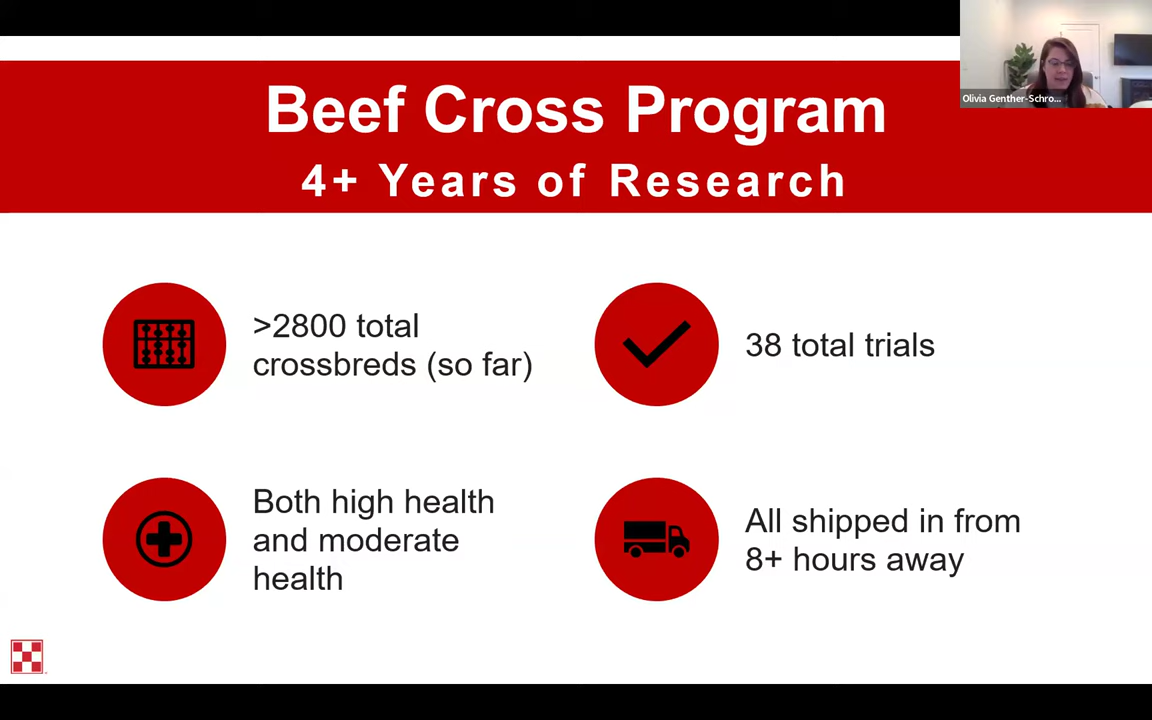 Beef Cross Program
4+ Years of Research
Olivia Genther-Schro...
>2800 total
crossbreds (so far)
38 total trials
Both high health
and moderate
health
All shipped in from
8+ hours away